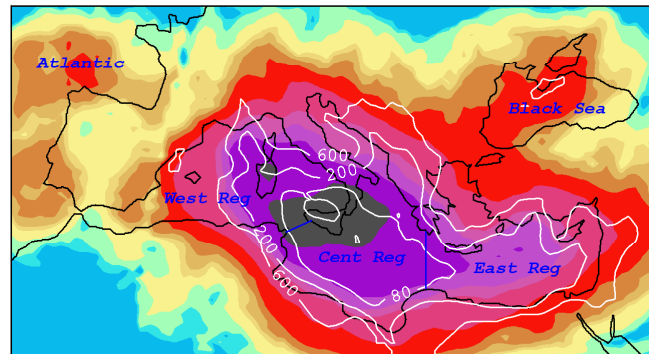 Atlantic
Black Sea
600
200
West Reg
200
Cent Reg
East Reg
600
80